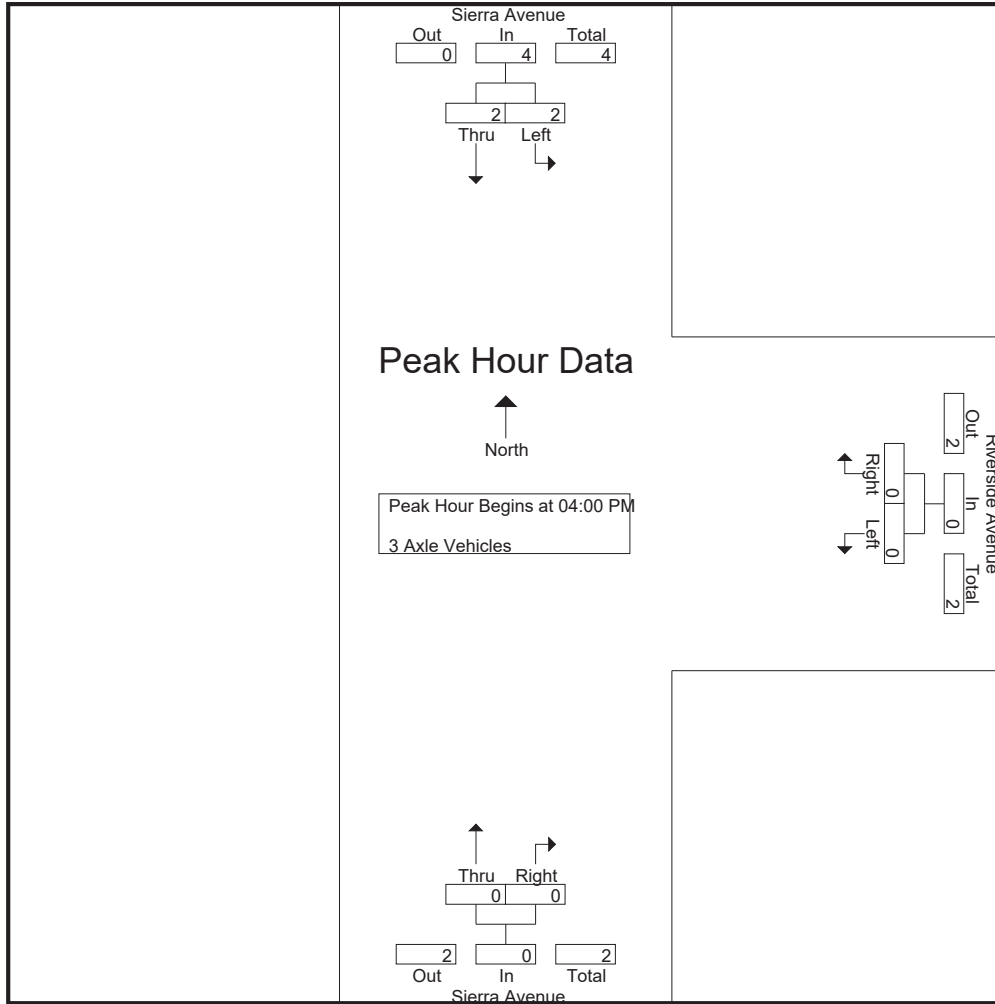 Sierra Avenue
Out In Total
0 4 4
2 2
Thru Left
Peak Hour Data
North
Peak Hour Begins at 04:00 PM
3 Axle Vehicles
Riverside Avenue
Out In Total
2 0 2
0 0
Right Left
Thru Right
0 0
2 0 2
Out In Total
Sierra Avenue